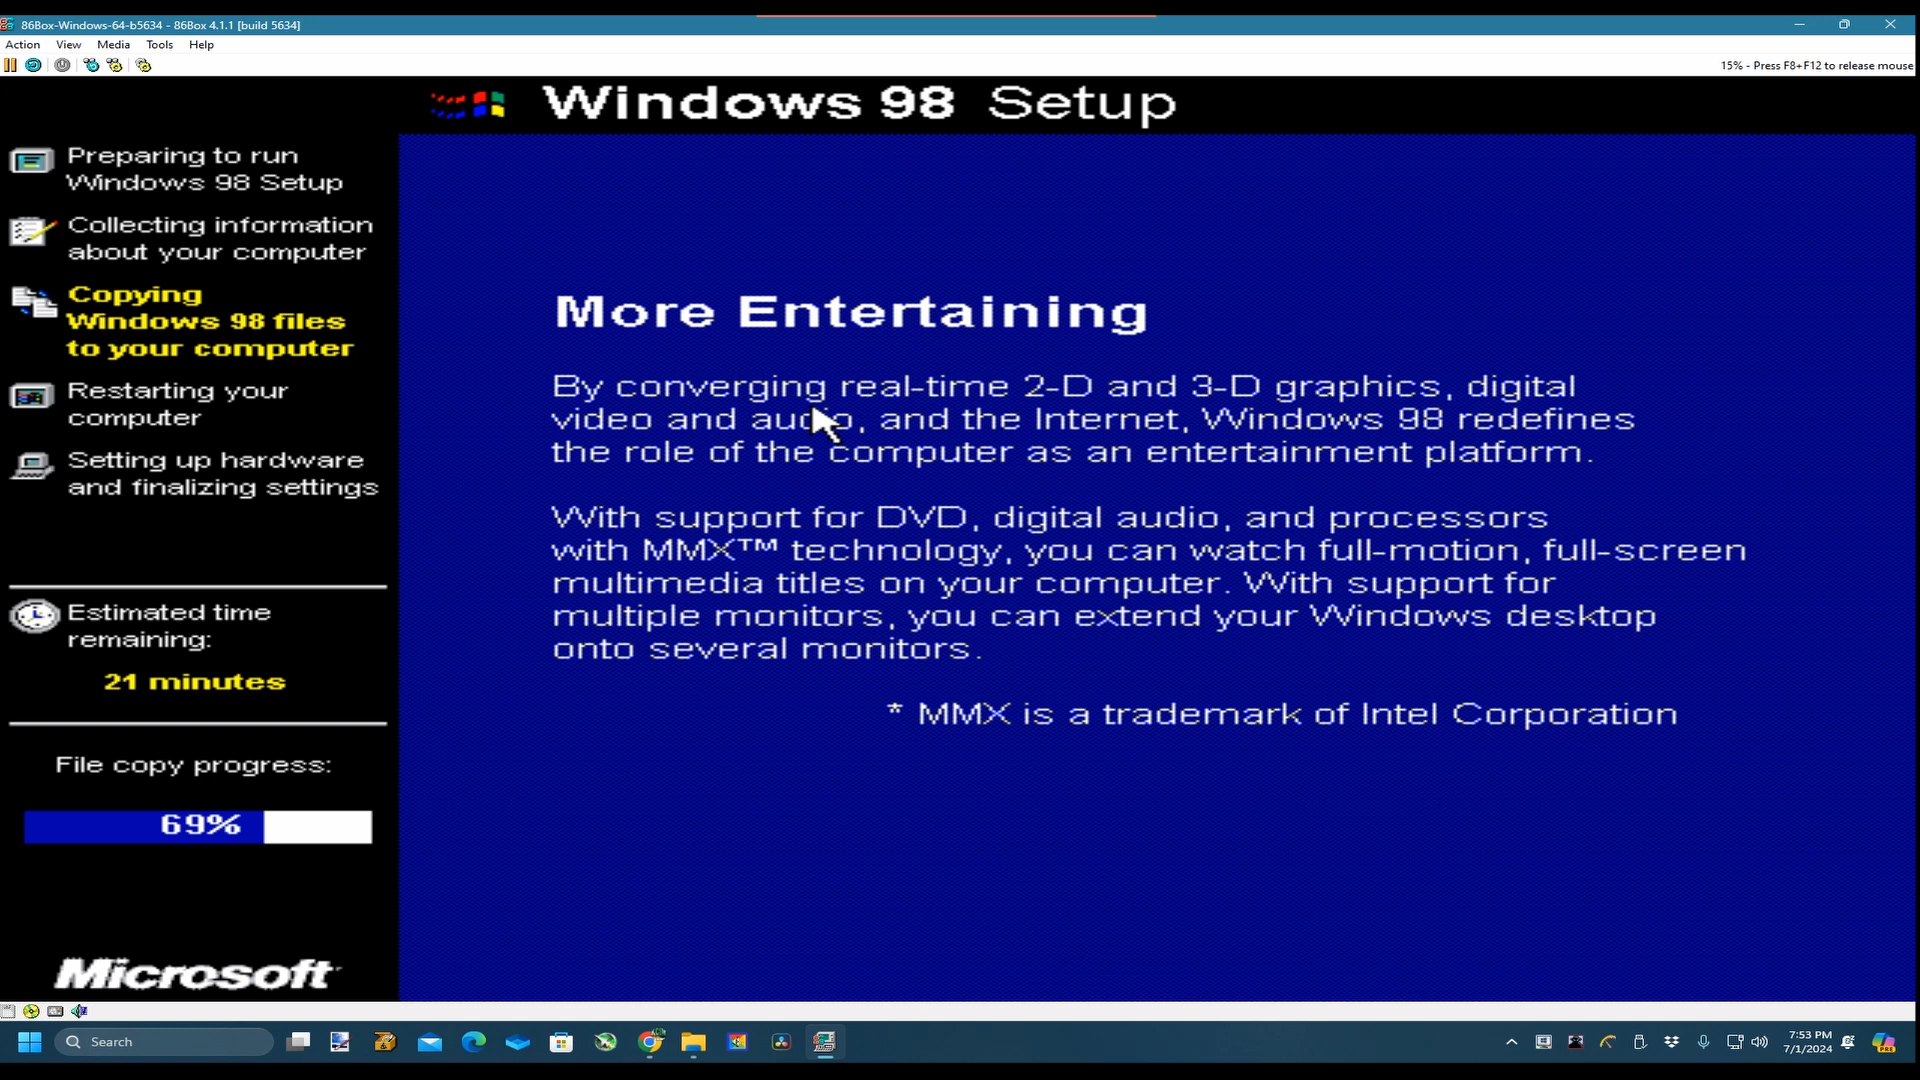 86Box-Windows-64-b5634 - 86Box 4.1.1 [build 5634]
Action View Media Tools Help
15% - Press F8+F12 to release mouse
Windows 98 Setup
Preparing to run
Windows 98 Setup
Collecting information
about your computer
Copying
Windows 98 files
to your computer
Restarting your
computer
Setting up hardware
and finalizing settings
Estimated time
remaining:
21 minutes
File copy progress:
69%
Microsoft
More Entertaining
By converging real-time 2-D and 3-D graphics, digital
video and audio, and the Internet, Windows 98 redefines
the role of the computer as an entertainment platform.
With support for DVD, digital audio, and processors
with MMX™ technology, you can watch full-motion, full-screen
multimedia titles on your computer. With support for
multiple monitors, you can extend your Windows desktop
onto several monitors.
* MMX is a trademark of Intel Corporation
Search
7:53 PM
7/1/2024
PRE